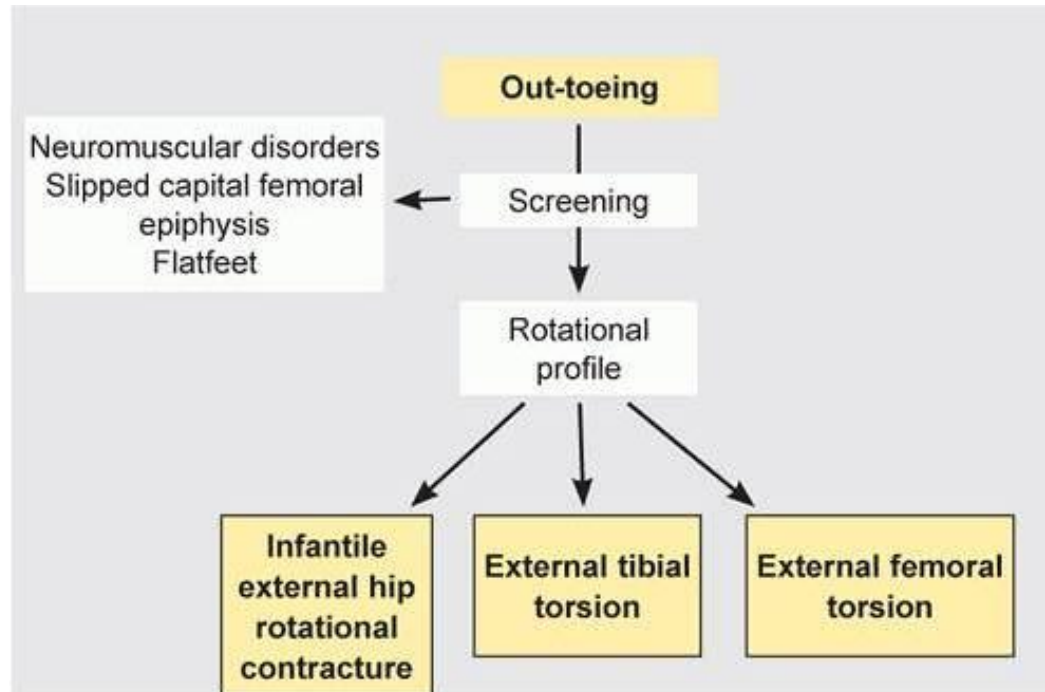 Out-toeing
Neuromuscular disorders
Slipped capital femoral
epiphysis
Flatfeet
Screening
Rotational
profile
Infantile
external hip
rotational
contracture
External tibial
torsion
External femoral
torsion